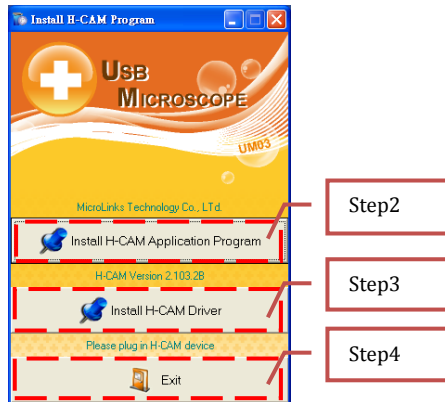 Install H-CAM Program
USB
MICROSCOPE
UM03
MicroLinks Technology Co., LTd.
Install H-CAM Application Program
Step2
H-CAM Version 2.103.2B
Install H-CAM Driver
Step3
Please plug in H-CAM device
Exit
Step4